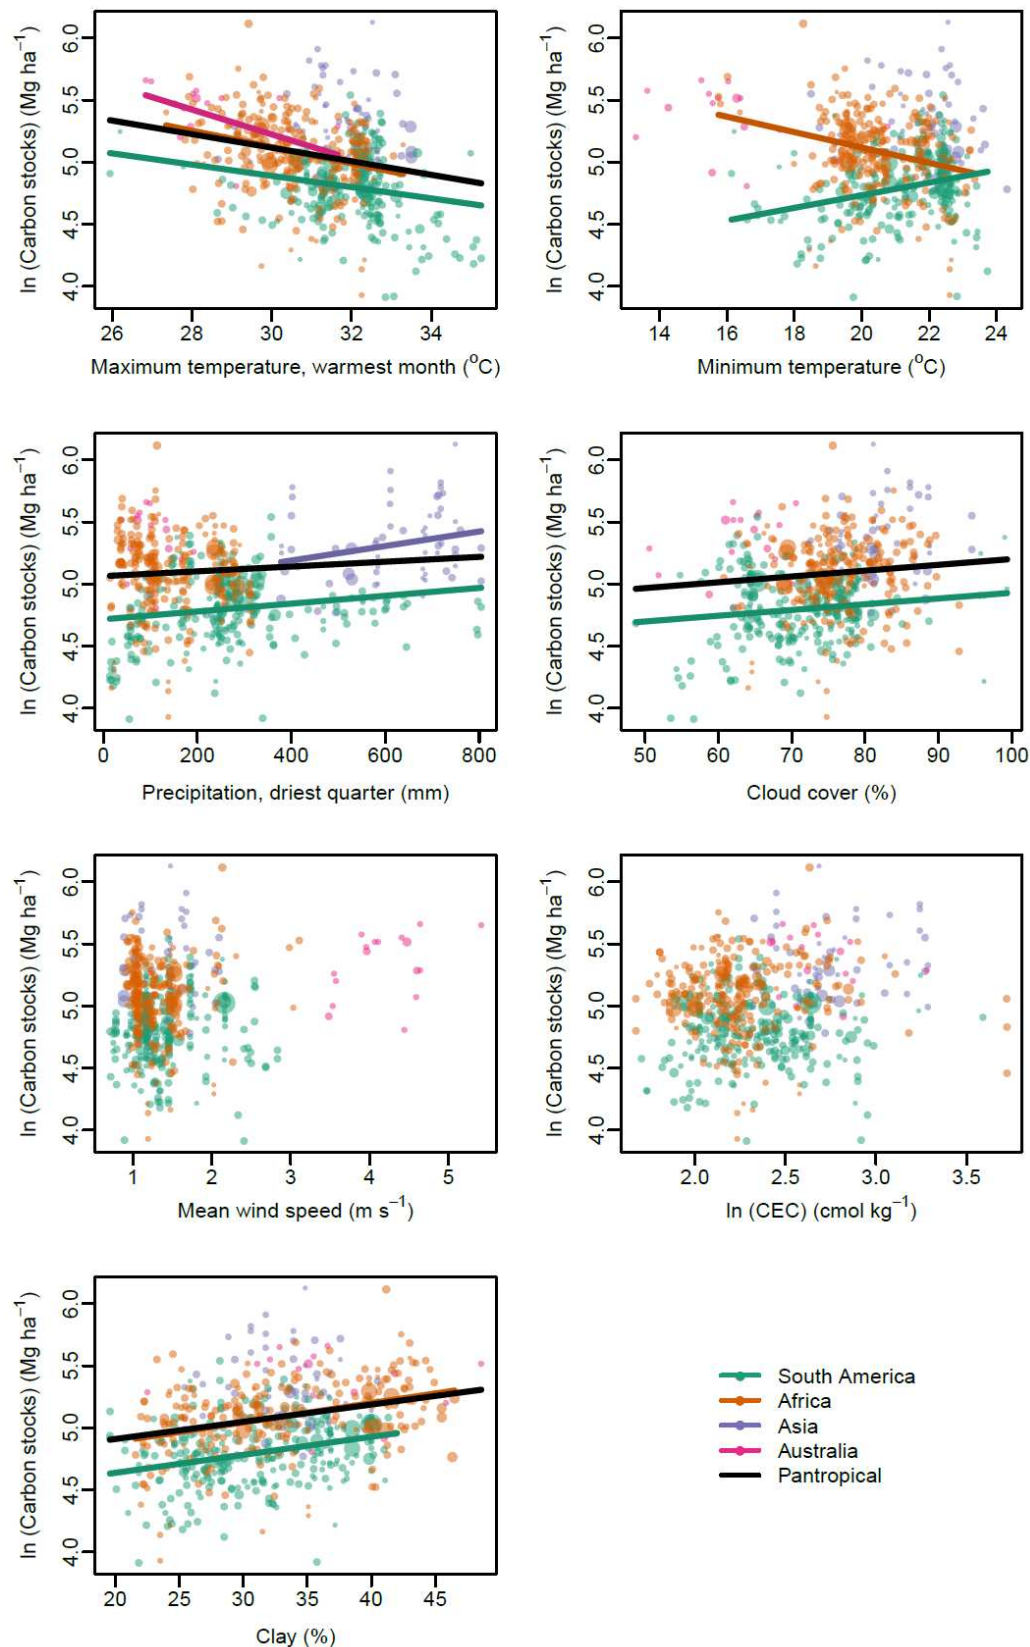 ln (Carbon stocks) (Mg ha⁻¹)
6.0
5.5
5.0
4.5
4.0
26 28 30 32 34
Maximum temperature, warmest month (°C)
ln (Carbon stocks) (Mg ha⁻¹)
6.0
5.5
5.0
4.5
4.0
14 16 18 20 22 24
Minimum temperature (°C)
ln (Carbon stocks) (Mg ha⁻¹)
6.0
5.5
5.0
4.5
4.0
0 200 400 600 800
Precipitation, driest quarter (mm)
ln (Carbon stocks) (Mg ha⁻¹)
6.0
5.5
5.0
4.5
4.0
50 60 70 80 90 100
Cloud cover (%)
ln (Carbon stocks) (Mg ha⁻¹)
6.0
5.5
5.0
4.5
4.0
1 2 3 4 5
Mean wind speed (m s⁻¹)
ln (Carbon stocks) (Mg ha⁻¹)
6.0
5.5
5.0
4.5
4.0
2.0 2.5 3.0 3.5
ln (CEC) (cmol kg⁻¹)
ln (Carbon stocks) (Mg ha⁻¹)
6.0
5.5
5.0
4.5
4.0
20 25 30 35 40 45
Clay (%)
South America
Africa
Asia
Australia
Pantropical